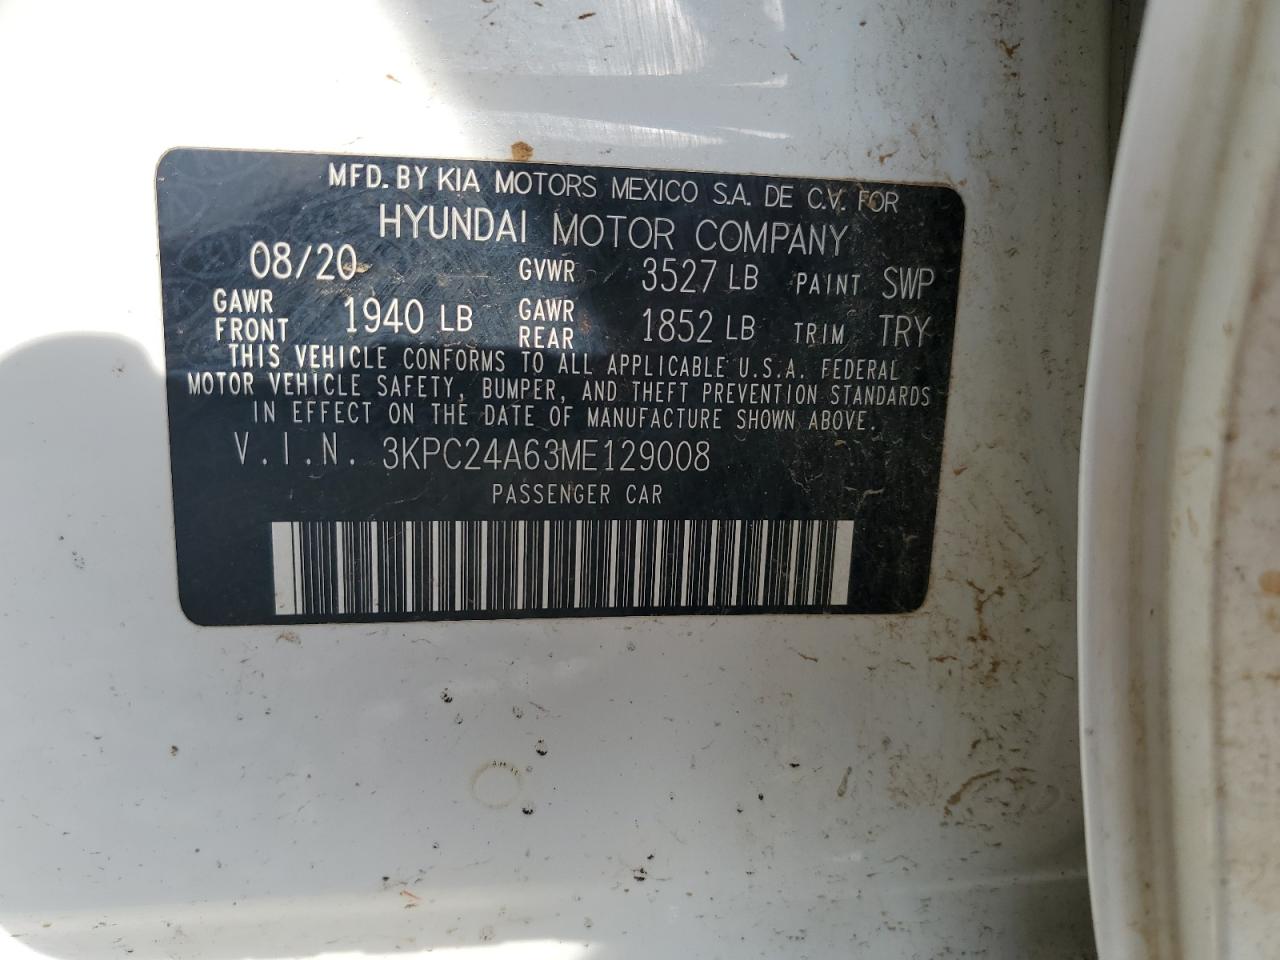 MFD. BY KIA MOTORS MEXICO S.A. DE C.V. FOR
HYUNDAI MOTOR COMPANY
08/20 GVWR 3527 LB PAINT SWP
GAWR FRONT 1940 LB GAWR REAR 1852 LB TRIM TRY
THIS VEHICLE CONFORMS TO ALL APPLICABLE U.S.A. FEDERAL
MOTOR VEHICLE SAFETY, BUMPER, AND THEFT PREVENTION STANDARDS
IN EFFECT ON THE DATE OF MANUFACTURE SHOWN ABOVE.
V.I.N. 3KPC24A63ME129008
PASSENGER CAR